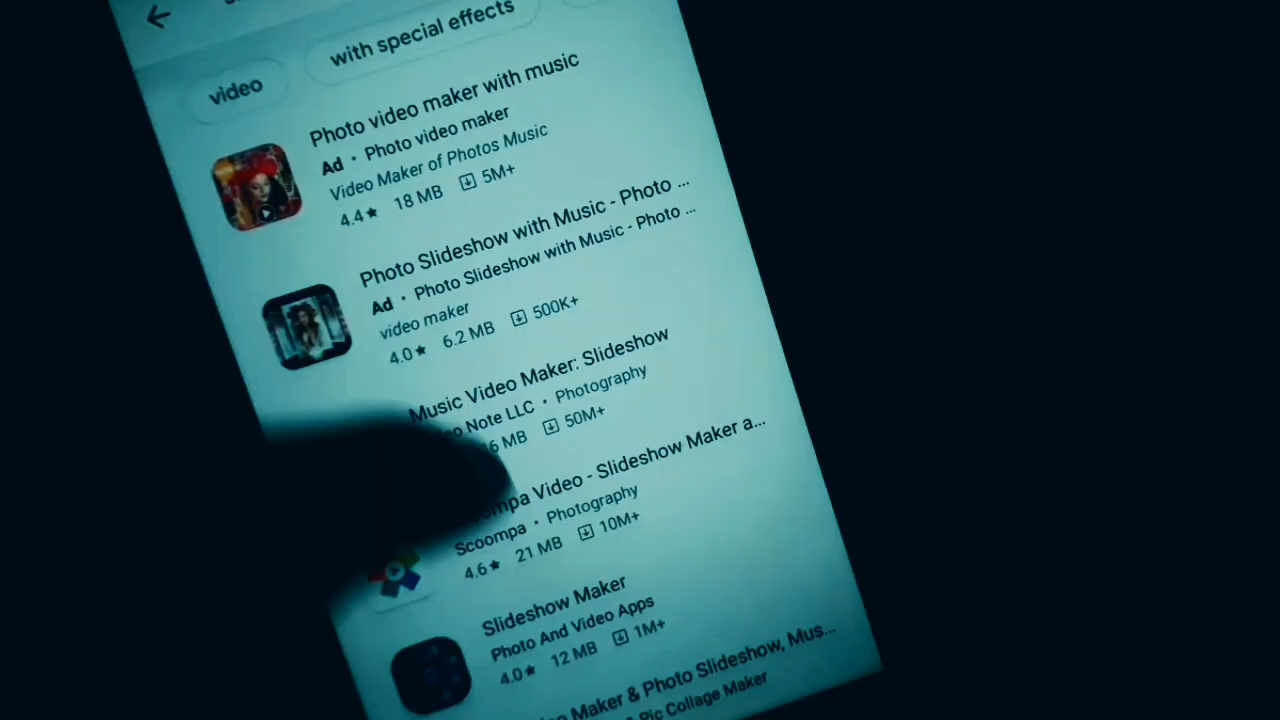 video
with special effects
Photo video maker with music
Ad • Photo video maker
Video Maker of Photos Music
4.4★ 18 MB 5M+
Photo Slideshow with Music - Photo ...
Ad • Photo Slideshow with Music - Photo ...
video maker
4.0★ 6.2 MB 500K+
Music Video Maker: Slideshow
Note LLC • Photography
MB 50M+
Video - Slideshow Maker a...
Scoompa • Photography
4.6★ 21 MB 10M+
Slideshow Maker
Photo And Video Apps
4.0★ 12 MB 1M+
Maker & Photo Slideshow, Mus...
Pic Collage Maker